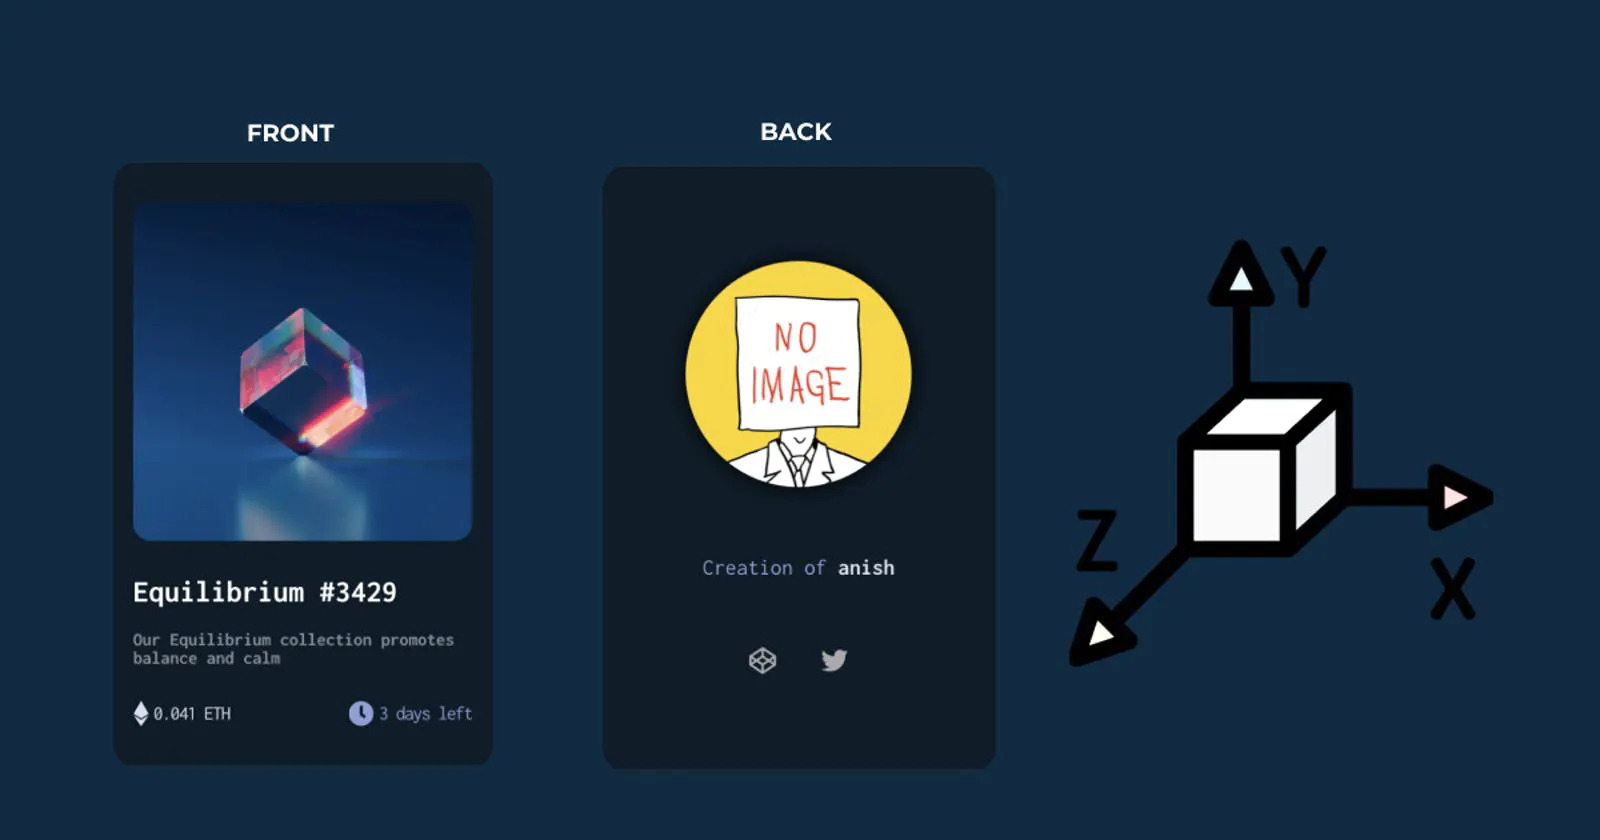 FRONT
Equilibrium #3429
Our Equilibrium collection promotes
balance and calm
0.041 ETH
3 days left
BACK
NO
IMAGE
Creation of anish
Y
Z
X